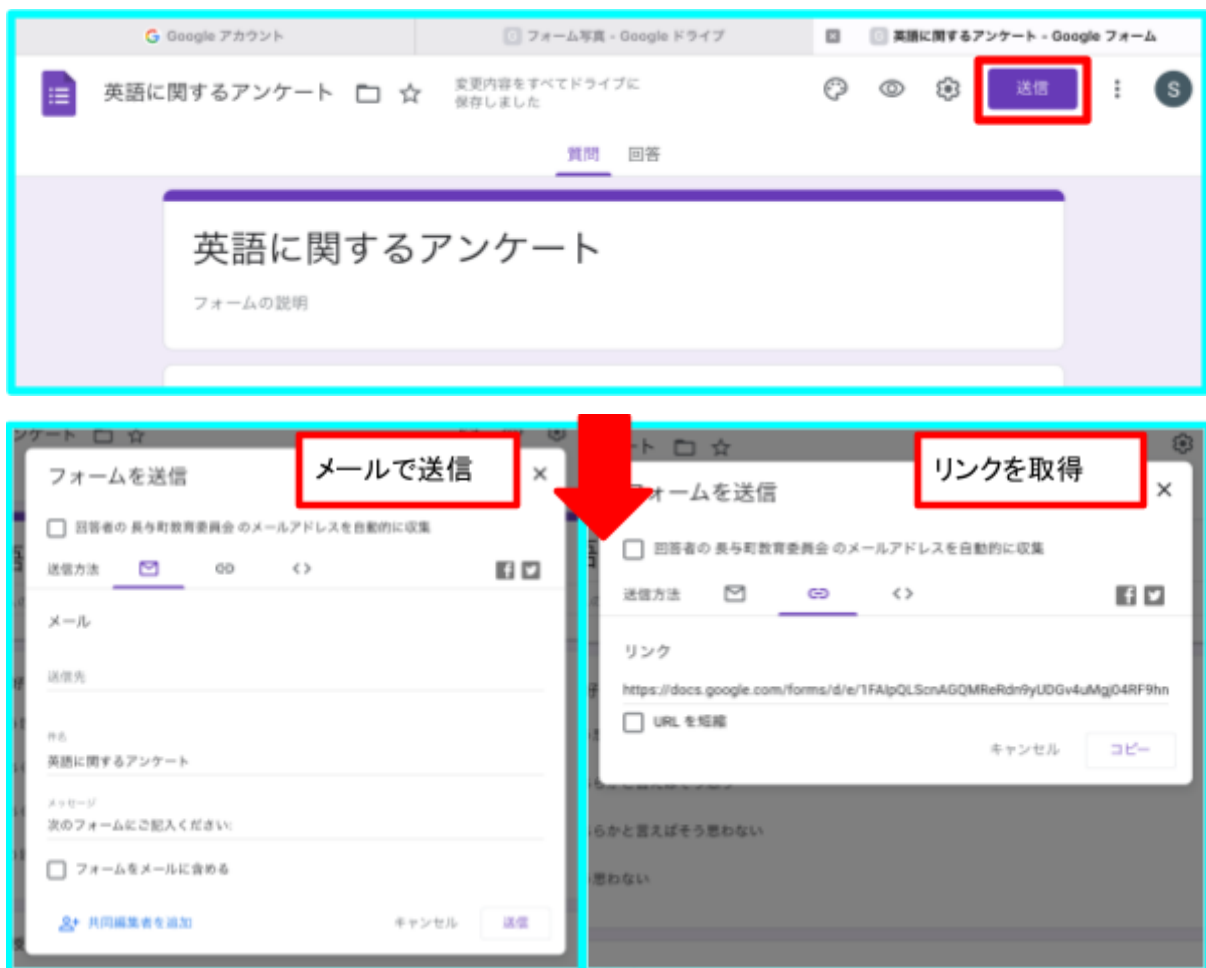 Google アカウント
フォーム写真 - Google ドライブ
英語に関するアンケート - Google フォーム
英語に関するアンケート
変更内容をすべてドライブに
保存しました
送信
S
質問 回答
英語に関するアンケート
フォームの説明
ンケート
メールで送信
フォームを送信
回答者の 長与町教育委員会 のメールアドレスを自動的に収集
送信方法
メール
送信先
件名
英語に関するアンケート
メッセージ
次のフォームにご記入ください:
フォームをメールに含める
共同編集者を追加
キャンセル 送信
ート
リンクを取得
フォームを送信
回答者の 長与町教育委員会 のメールアドレスを自動的に収集
送信方法
リンク
https://docs.google.com/forms/d/e/1FAIpQLScnAGQMReRdn9yUDGv4uMgj04RF9hn
URL を短縮
キャンセル コピー
らかと言えばそう思わない
思わない